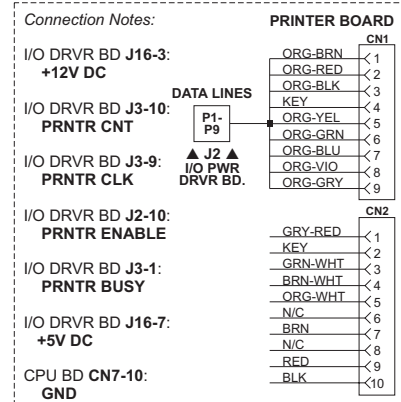 Connection Notes:
I/O DRVR BD J16-3:
+12V DC
I/O DRVR BD J3-10:
PRNTR CNT
I/O DRVR BD J3-9:
PRNTR CLK
I/O DRVR BD J2-10:
PRNTR ENABLE
I/O DRVR BD J3-1:
PRNTR BUSY
I/O DRVR BD J16-7:
+5V DC
CPU BD CN7-10:
GND
DATA LINES
P1-
P9
▲ J2 ▲
I/O PWR
DRVR BD.
PRINTER BOARD
CN1
ORG-BRN 1
ORG-RED 2
ORG-BLK 3
KEY 4
ORG-YEL 5
ORG-GRN 6
ORG-BLU 7
ORG-VIO 8
ORG-GRY 9
CN2
GRY-RED 1
KEY 2
GRN-WHT 3
BRN-WHT 4
ORG-WHT 5
N/C 6
BRN 7
N/C 8
RED 9
BLK 10